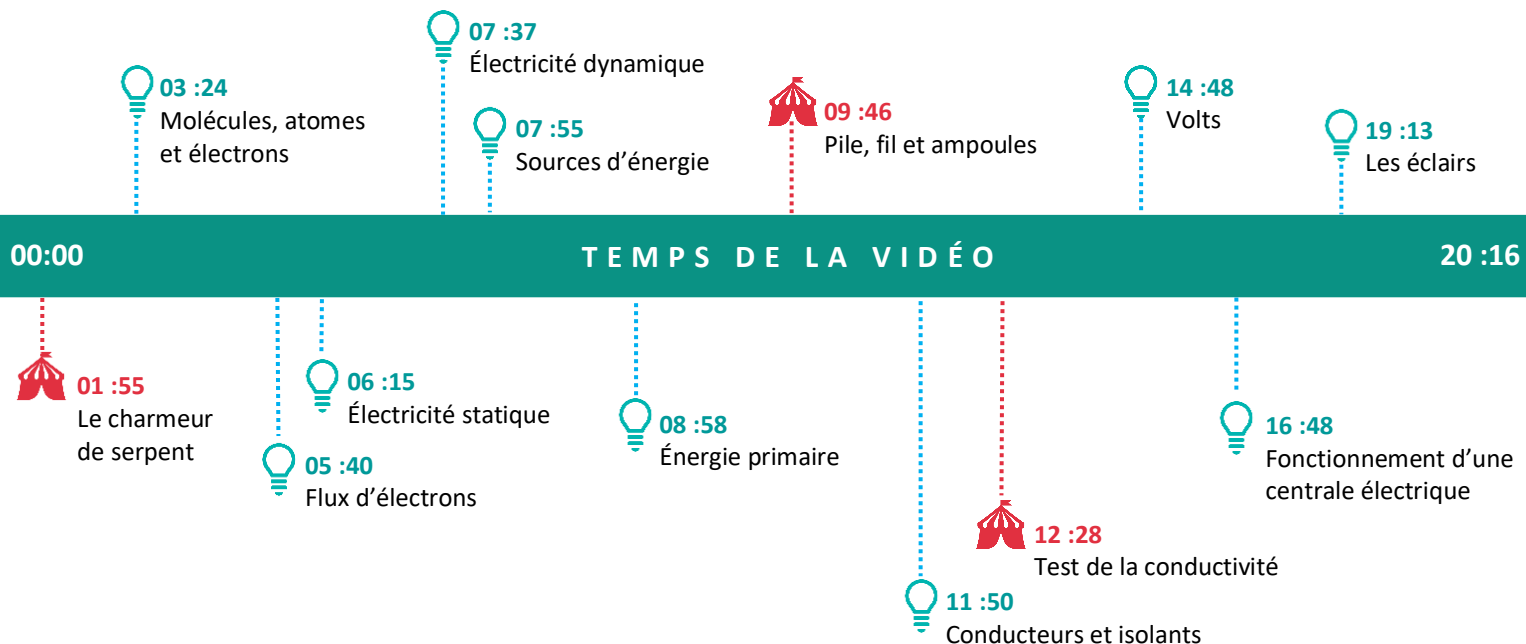 07 :37
Électricité dynamique
03 :24
Molécules, atomes
et électrons
07 :55
Sources d’énergie
09 :46
Pile, fil et ampoules
14 :48
Volts
19 :13
Les éclairs
00:00
TEMPS DE LA VIDÉO
20 :16
01 :55
Le charmeur
de serpent
06 :15
Électricité statique
05 :40
Flux d’électrons
08 :58
Énergie primaire
16 :48
Fonctionnement d’une
centrale électrique
12 :28
Test de la conductivité
11 :50
Conducteurs et isolants